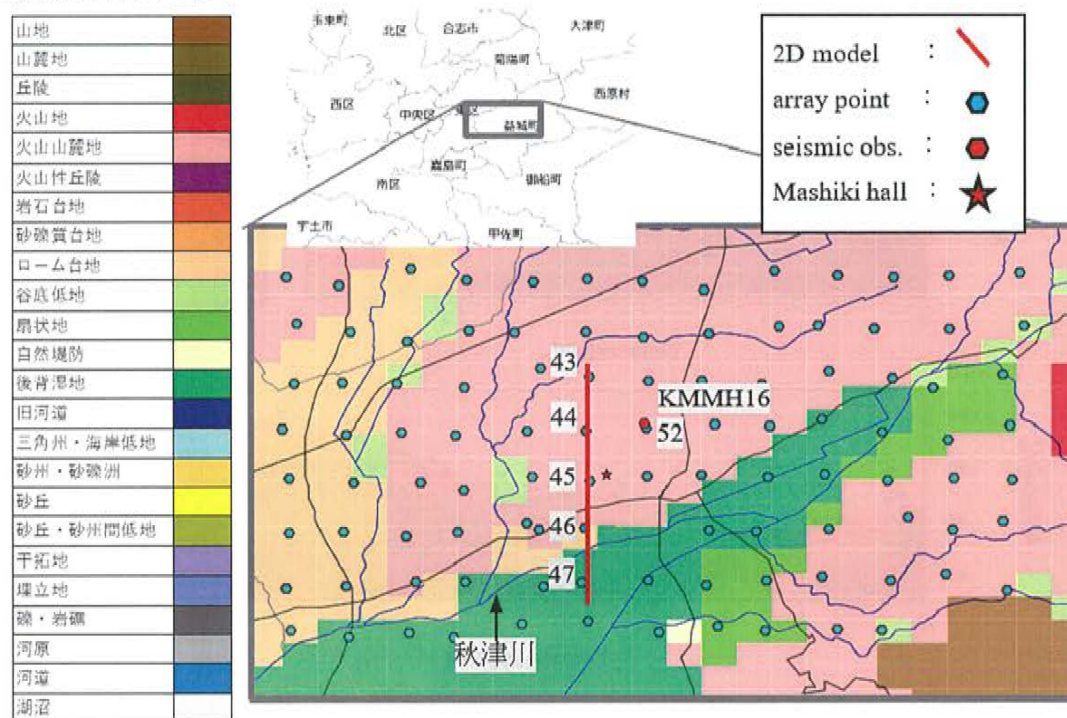 山地
山麓地
丘陵
火山地
火山山麓地
火山性丘陵
岩石台地
砂礫質台地
ローム台地
谷底低地
扇状地
自然堤防
後背湿地
旧河道
三角州・海岸低地
砂州・砂礫洲
砂丘
砂丘・砂州間低地
干拓地
埋立地
礫・岩礁
河原
河道
湖沼
玉東町
北区
合志市
大津町
菊陽町
西原村
西区
中央区
益城町
嘉島町
南区
御船町
宇土市
甲佐町
2D model :
array point :
seismic obs. :
Mashiki hall :
43
KMMH16
44
52
45
46
47
秋津川